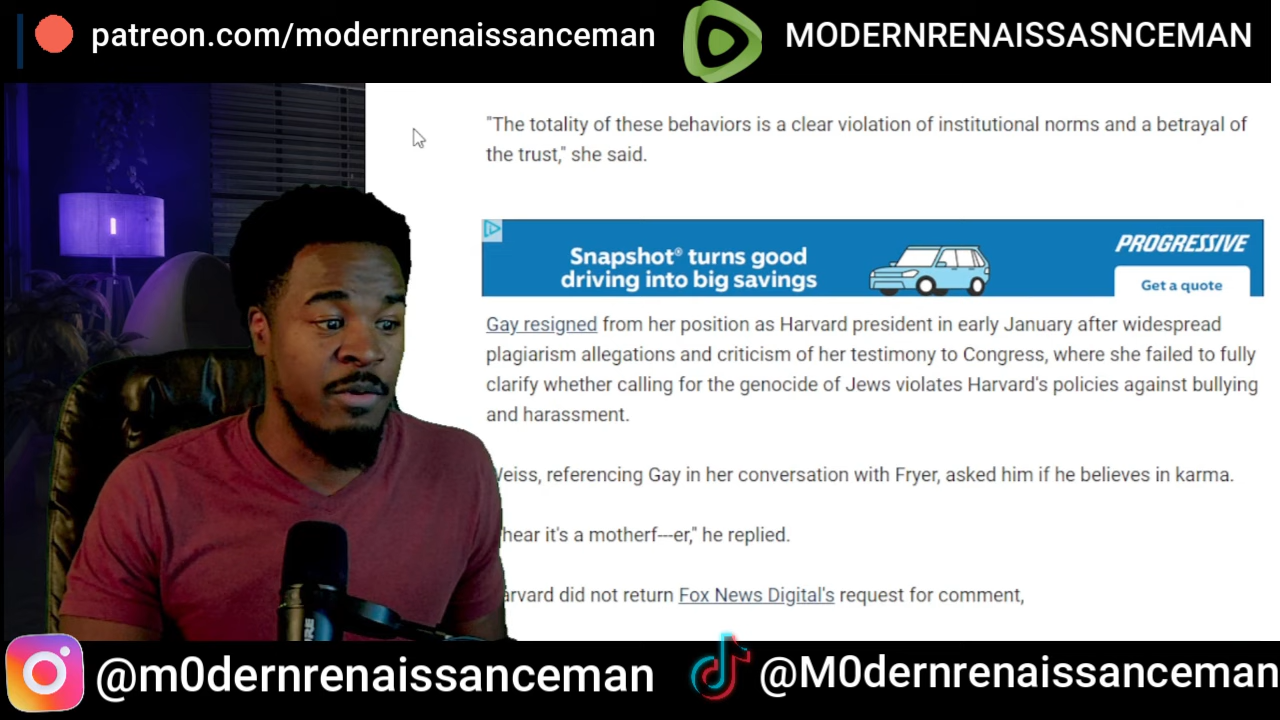 patreon.com/modernrenaissanceman
MODERNRENAISSASNCEMAN
"The totality of these behaviors is a clear violation of institutional norms and a betrayal of
the trust," she said.
Snapshot® turns good
driving into big savings
PROGRESSIVE
Get a quote
Gay resigned from her position as Harvard president in early January after widespread
plagiarism allegations and criticism of her testimony to Congress, where she failed to fully
clarify whether calling for the genocide of Jews violates Harvard's policies against bullying
and harassment.
Veiss, referencing Gay in her conversation with Fryer, asked him if he believes in karma.
hear it's a motherf---er," he replied.
arvard did not return Fox News Digital's request for comment,
@m0dernrenaissanceman
@M0dernrenaissanceman